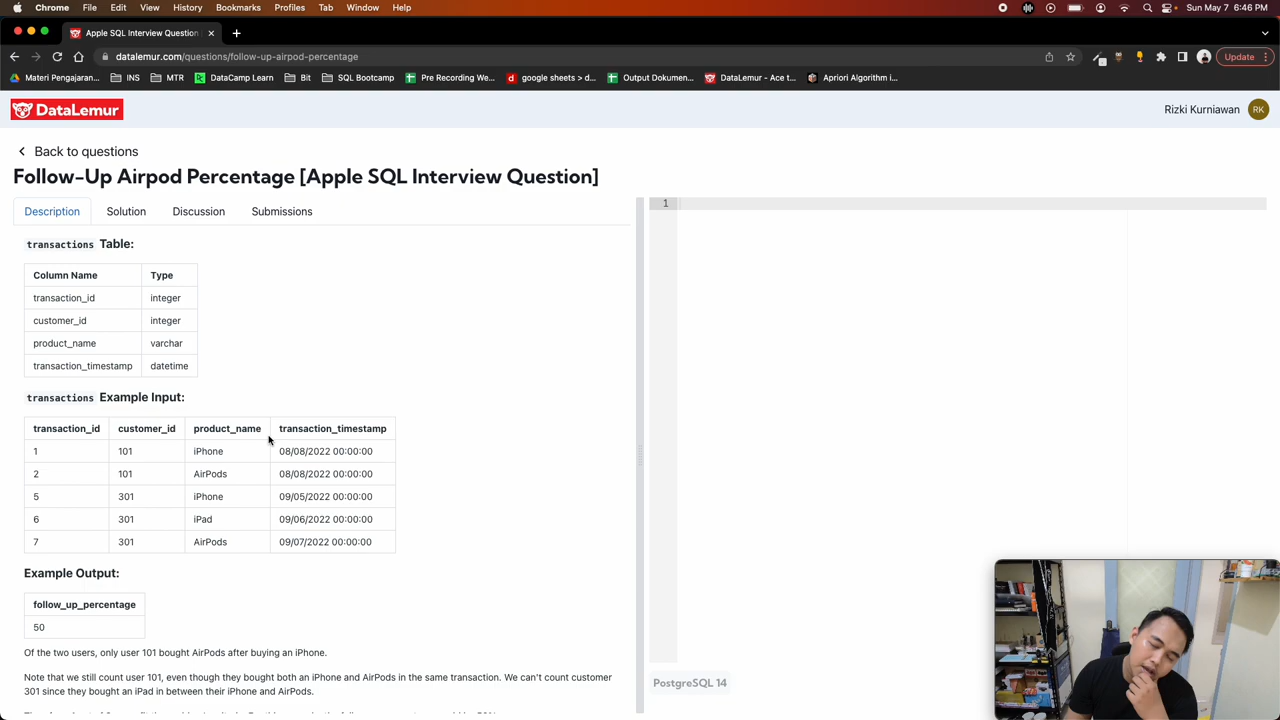 Chrome File Edit View History Bookmarks Profiles Tab Window Help Sun May 7 6:46 PM
Apple SQL Interview Question
datalemur.com/questions/follow-up-airpod-percentage Update
Materi Pengajaran... INS MTR DataCamp Learn Bit SQL Bootcamp Pre Recording We... google sheets > d... Output Dokumen... DataLemur - Ace t... Apriori Algorithm i...
DataLemur Rizki Kurniawan RK
Back to questions
Follow-Up Airpod Percentage [Apple SQL Interview Question]
Description Solution Discussion Submissions
1
transactions Table:
Column Name Type
transaction_id integer
customer_id integer
product_name varchar
transaction_timestamp datetime
transactions Example Input:
transaction_id customer_id product_name transaction_timestamp
1 101 iPhone 08/08/2022 00:00:00
2 101 AirPods 08/08/2022 00:00:00
5 301 iPhone 09/05/2022 00:00:00
6 301 iPad 09/06/2022 00:00:00
7 301 AirPods 09/07/2022 00:00:00
Example Output:
follow_up_percentage
50
Of the two users, only user 101 bought AirPods after buying an iPhone.
Note that we still count user 101, even though they bought both an iPhone and AirPods in the same transaction. We can't count customer
301 since they bought an iPad in between their iPhone and AirPods.
PostgreSQL 14